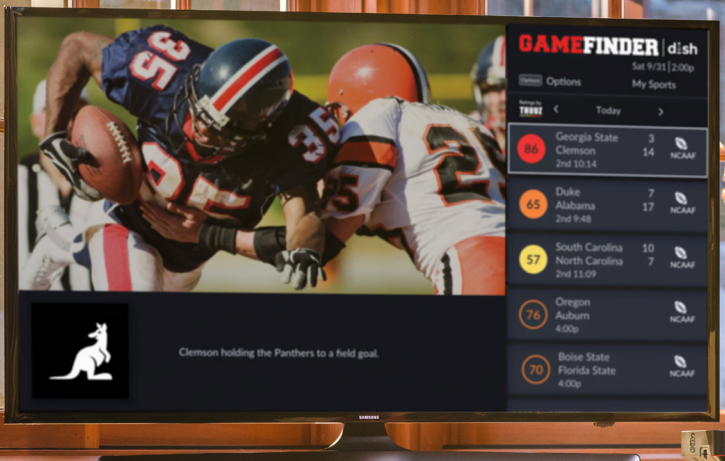 GAMEFINDER | dish
Sat 9/31 | 2:00p
Options Options
My Sports
Ratings by
THUUZ
< Today >
86
Georgia State 3
Clemson 14
2nd 10:14
NCAAF
65
Duke 7
Alabama 17
2nd 9:48
NCAAF
57
South Carolina 10
North Carolina 7
2nd 11:09
NCAAF
76
Oregon
Auburn
4:00p
NCAAF
70
Boise State
Florida State
4:00p
NCAAF
35
35
25
Clemson holding the Panthers to a field goal.
SAMSUNG